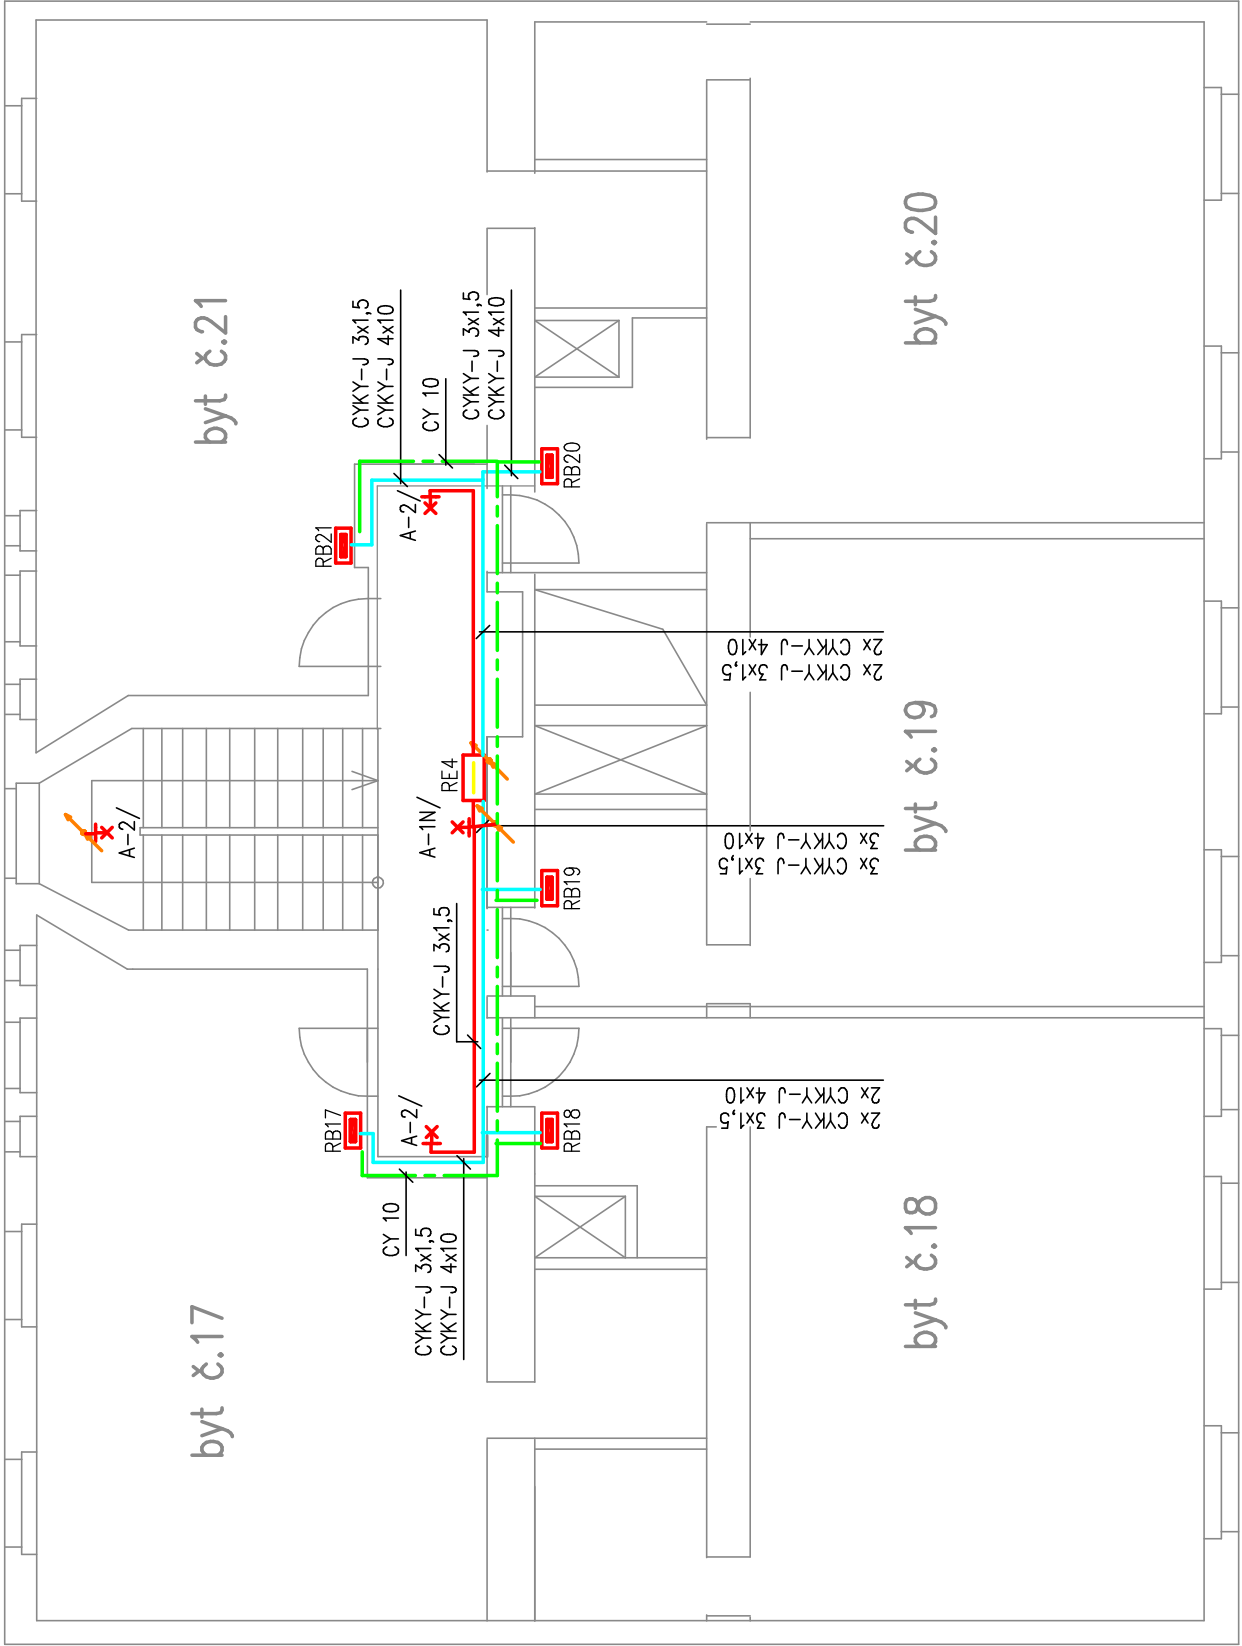 byt č.21
byt č.20
byt č.19
byt č.17
byt č.18
CYKY-J 3x1,5
CYKY-J 4x10
CY 10
CYKY-J 3x1,5
CYKY-J 4x10
RB21
A-2/
RB20
2x CYKY-J 3x1,5
2x CYKY-J 4x10
RE4
A-2/
A-1N/
3x CYKY-J 3x1,5
3x CYKY-J 4x10
RB19
CYKY-J 3x1,5
2x CYKY-J 3x1,5
2x CYKY-J 4x10
RB17
A-2/
RB18
CY 10
CYKY-J 3x1,5
CYKY-J 4x10